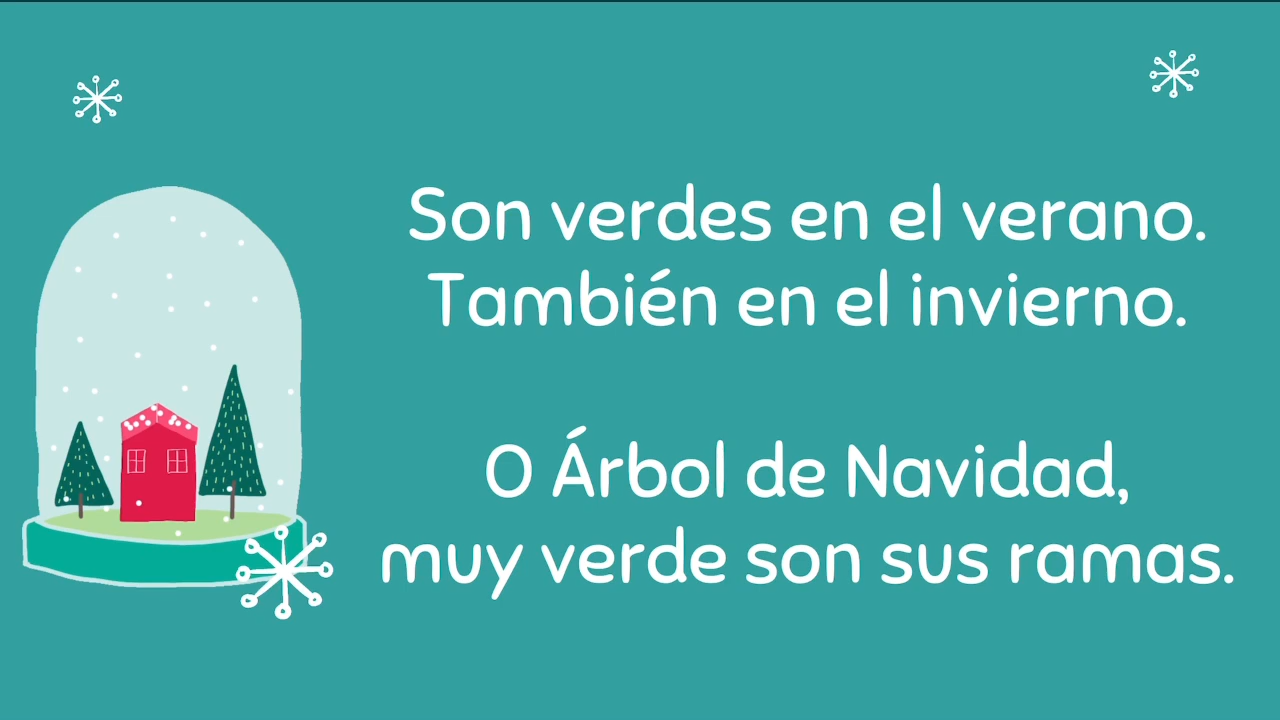 Son verdes en el verano.
También en el invierno.
O Árbol de Navidad,
muy verde son sus ramas.